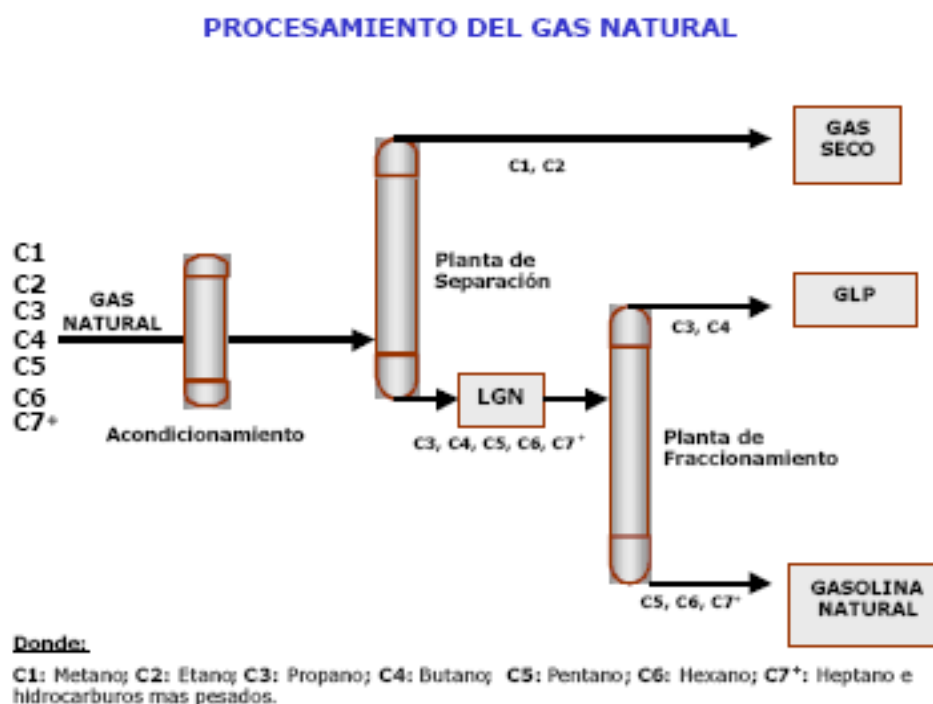 PROCESAMIENTO DEL GAS NATURAL
GAS
SECO
C1, C2
Planta de
Separación
C1
C2
C3
C4
C5
C6
C7+
GAS
NATURAL
Acondicionamiento
GLP
C3, C4
LGN
C3, C4, C5, C6, C7+
Planta de
Fraccionamiento
C5, C6, C7+
GASOLINA
NATURAL
Donde:
C1: Metano; C2: Etano; C3: Propano; C4: Butano; C5: Pentano; C6: Hexano; C7+: Heptano e
hidrocarburos mas pesados.